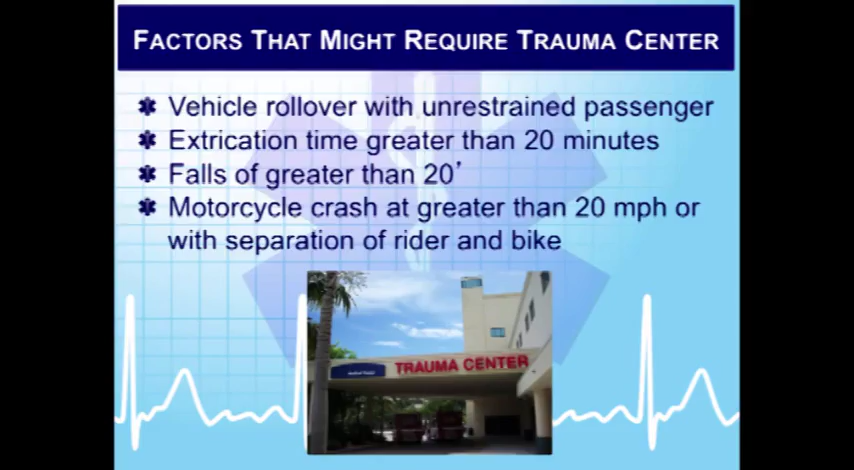 FACTORS THAT MIGHT REQUIRE TRAUMA CENTER
Vehicle rollover with unrestrained passenger
Extrication time greater than 20 minutes
Falls of greater than 20'
Motorcycle crash at greater than 20 mph or
with separation of rider and bike
TRAUMA CENTER